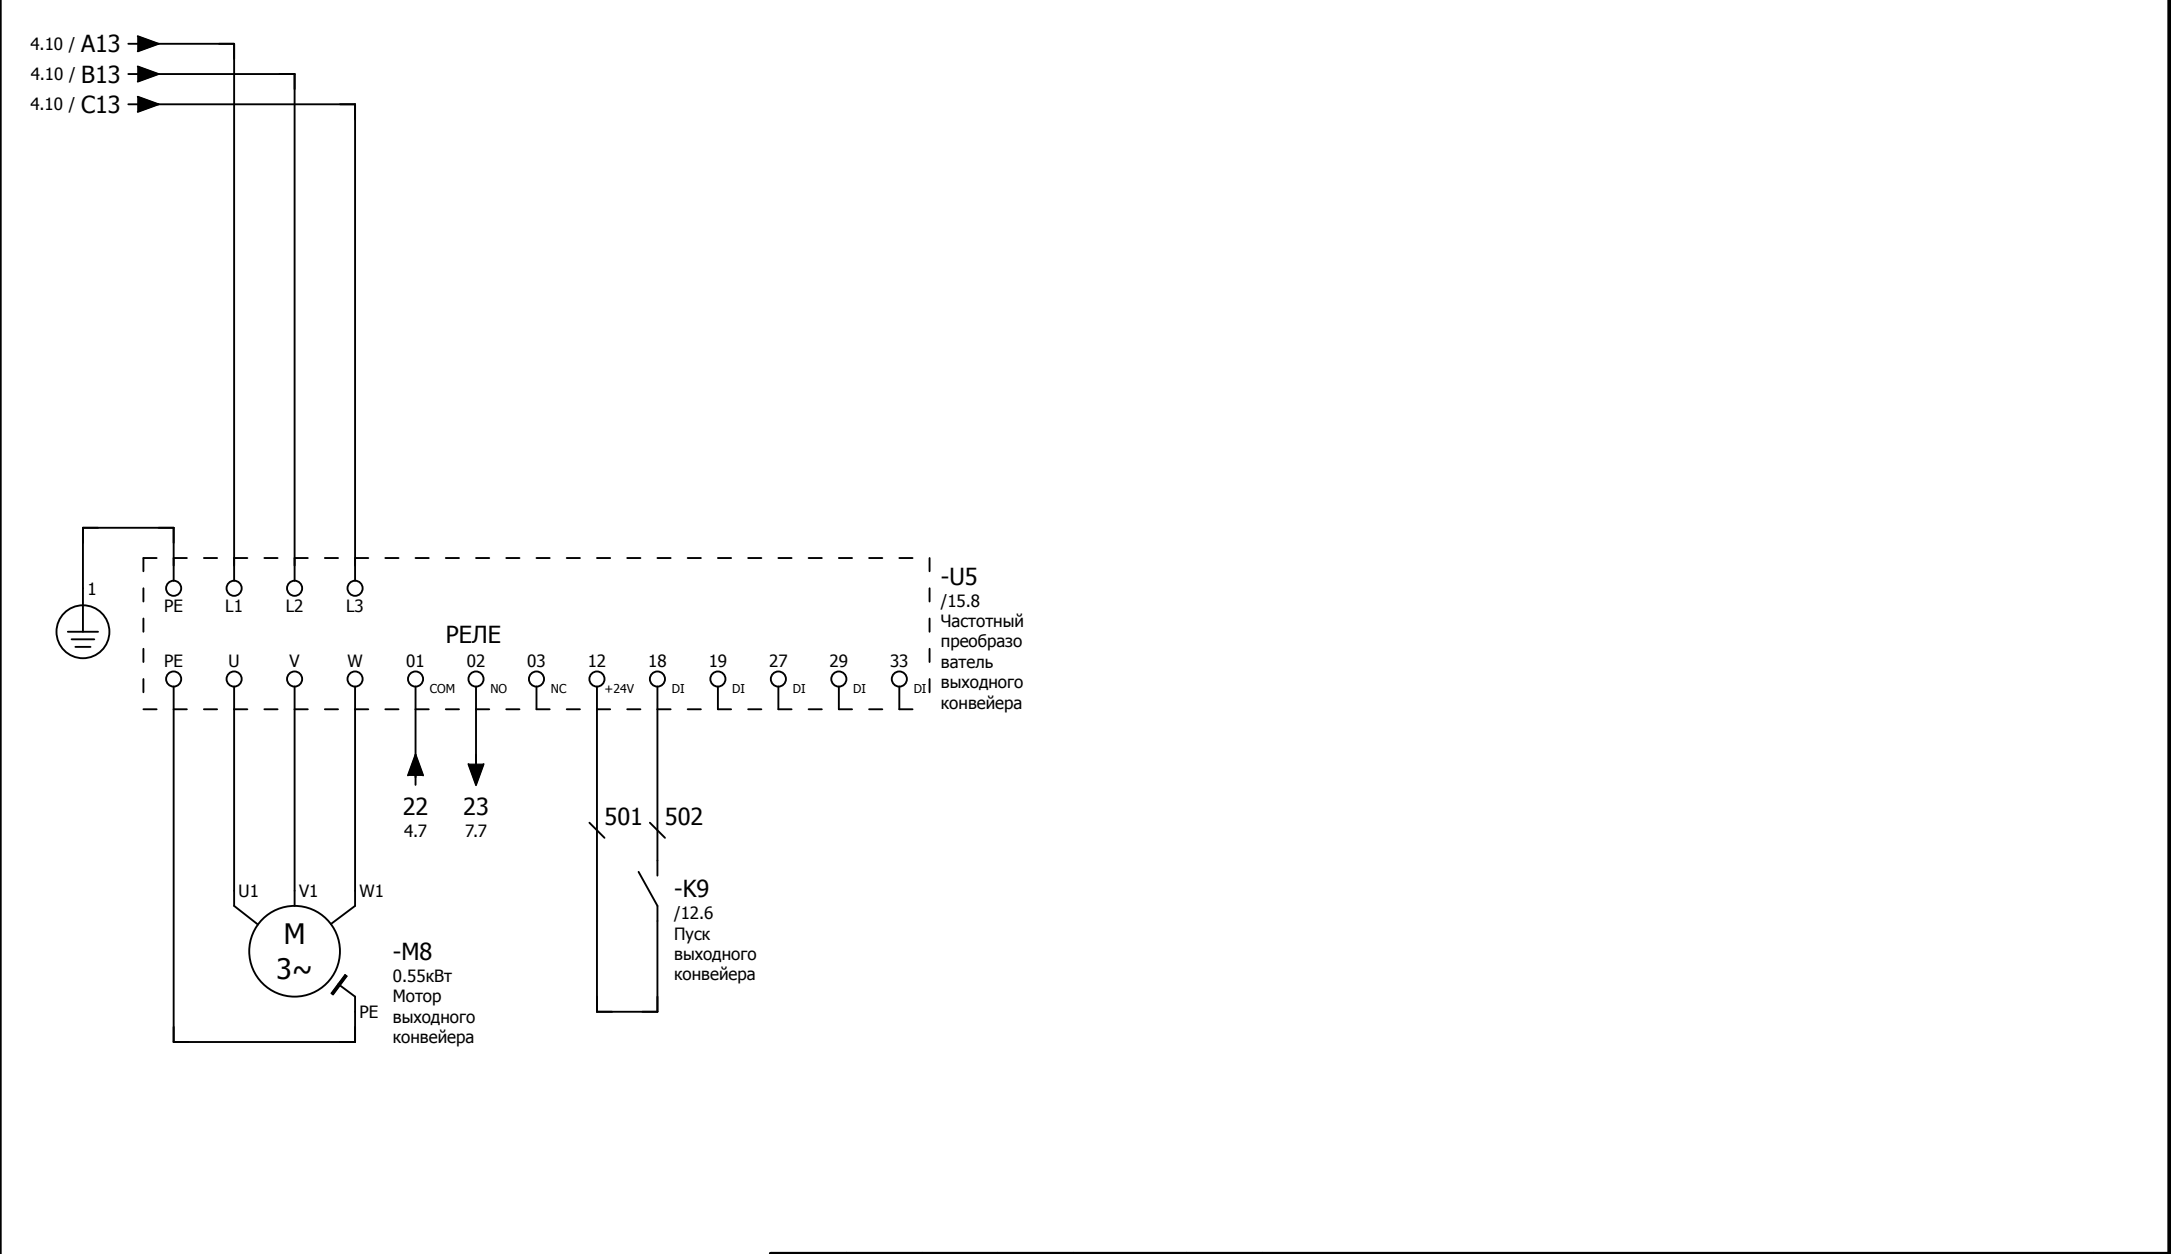 4.10 / A13
4.10 / B13
4.10 / C13
1
PE L1 L2 L3
-U5
/15.8
Частотный
преобразо
ватель
выходного
конвейера
РЕЛЕ
PE U V W 01 02 03 12 18 19 27 29 33
COM NO NC +24V DI DI DI DI DI
22
4.7
23
7.7
501 502
U1 V1 W1
M
3~
PE
-M8
0.55кВт
Мотор
выходного
конвейера
-K9
/12.6
Пуск
выходного
конвейера